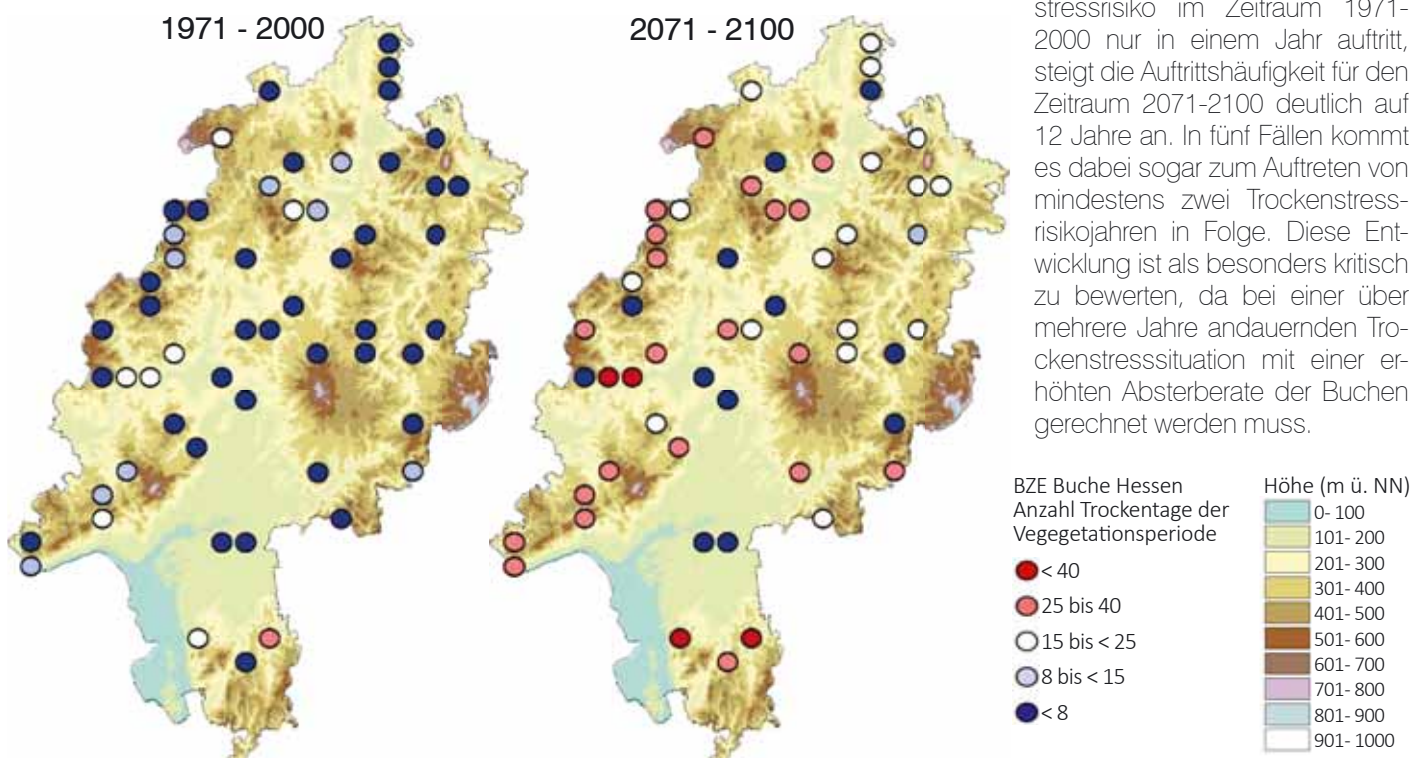 1971 - 2000
2071 - 2100
stressrisiko im Zeitraum 1971-
2000 nur in einem Jahr auftritt,
steigt die Auftrittshäufigkeit für den
Zeitraum 2071-2100 deutlich auf
12 Jahre an. In fünf Fällen kommt
es dabei sogar zum Auftreten von
mindestens zwei Trockenstress-
risikojahren in Folge. Diese Ent-
wicklung ist als besonders kritisch
zu bewerten, da bei einer über
mehrere Jahre andauernden Tro-
ckenstresssituation mit einer er-
höhten Absterberate der Buchen
gerechnet werden muss.
BZE Buche Hessen
Anzahl Trockentage der
Vegegetationsperiode
< 40
25 bis 40
15 bis < 25
8 bis < 15
< 8
Höhe (m ü. NN)
0- 100
101- 200
201- 300
301- 400
401- 500
501- 600
601- 700
701- 800
801- 900
901- 1000